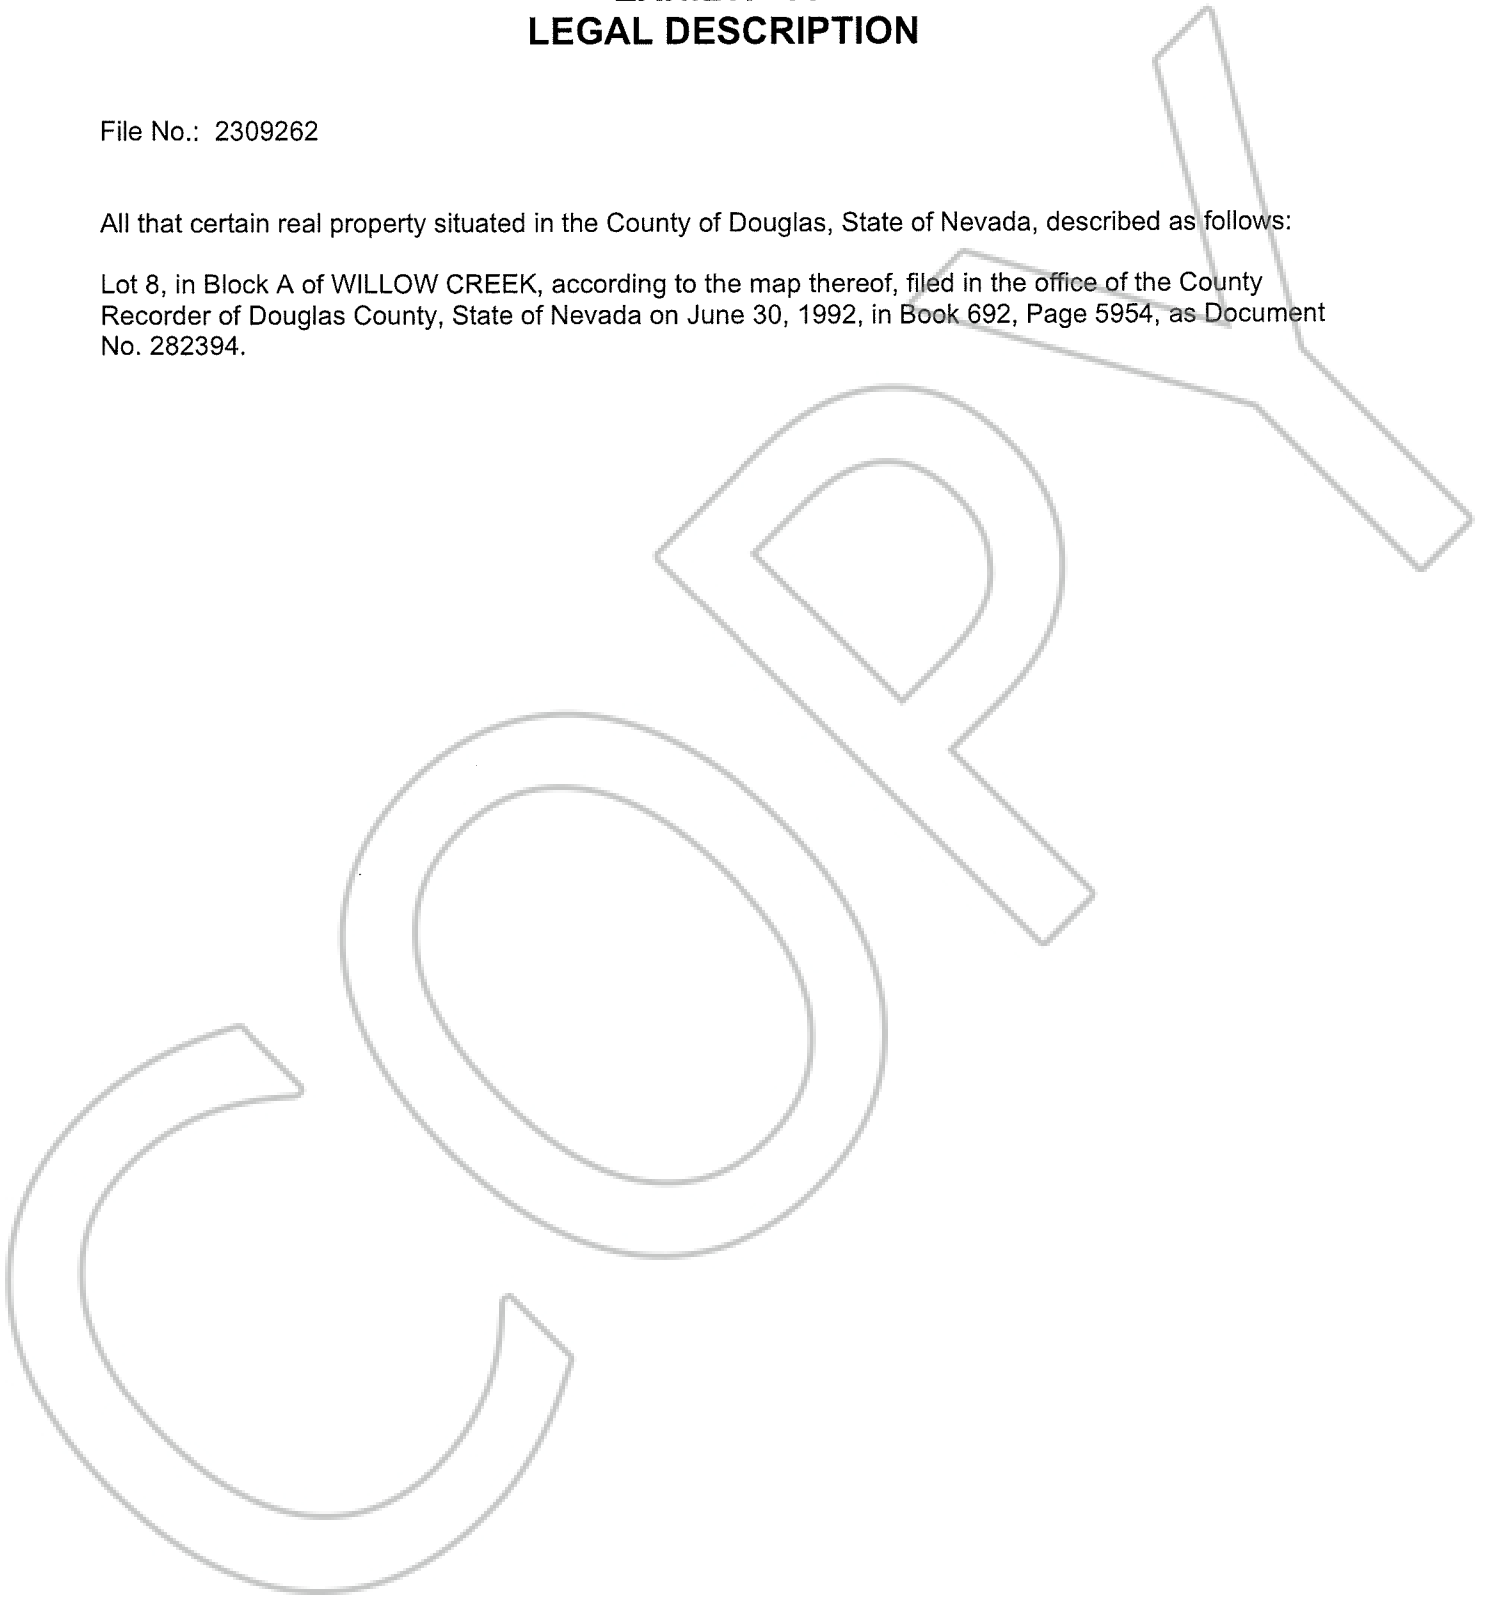 LEGAL DESCRIPTION
File No.: 2309262
All that certain real property situated in the County of Douglas, State of Nevada, described as follows:
Lot 8, in Block A of WILLOW CREEK, according to the map thereof, filed in the office of the County
Recorder of Douglas County, State of Nevada on June 30, 1992, in Book 692, Page 5954, as Document
No. 282394.
COPY